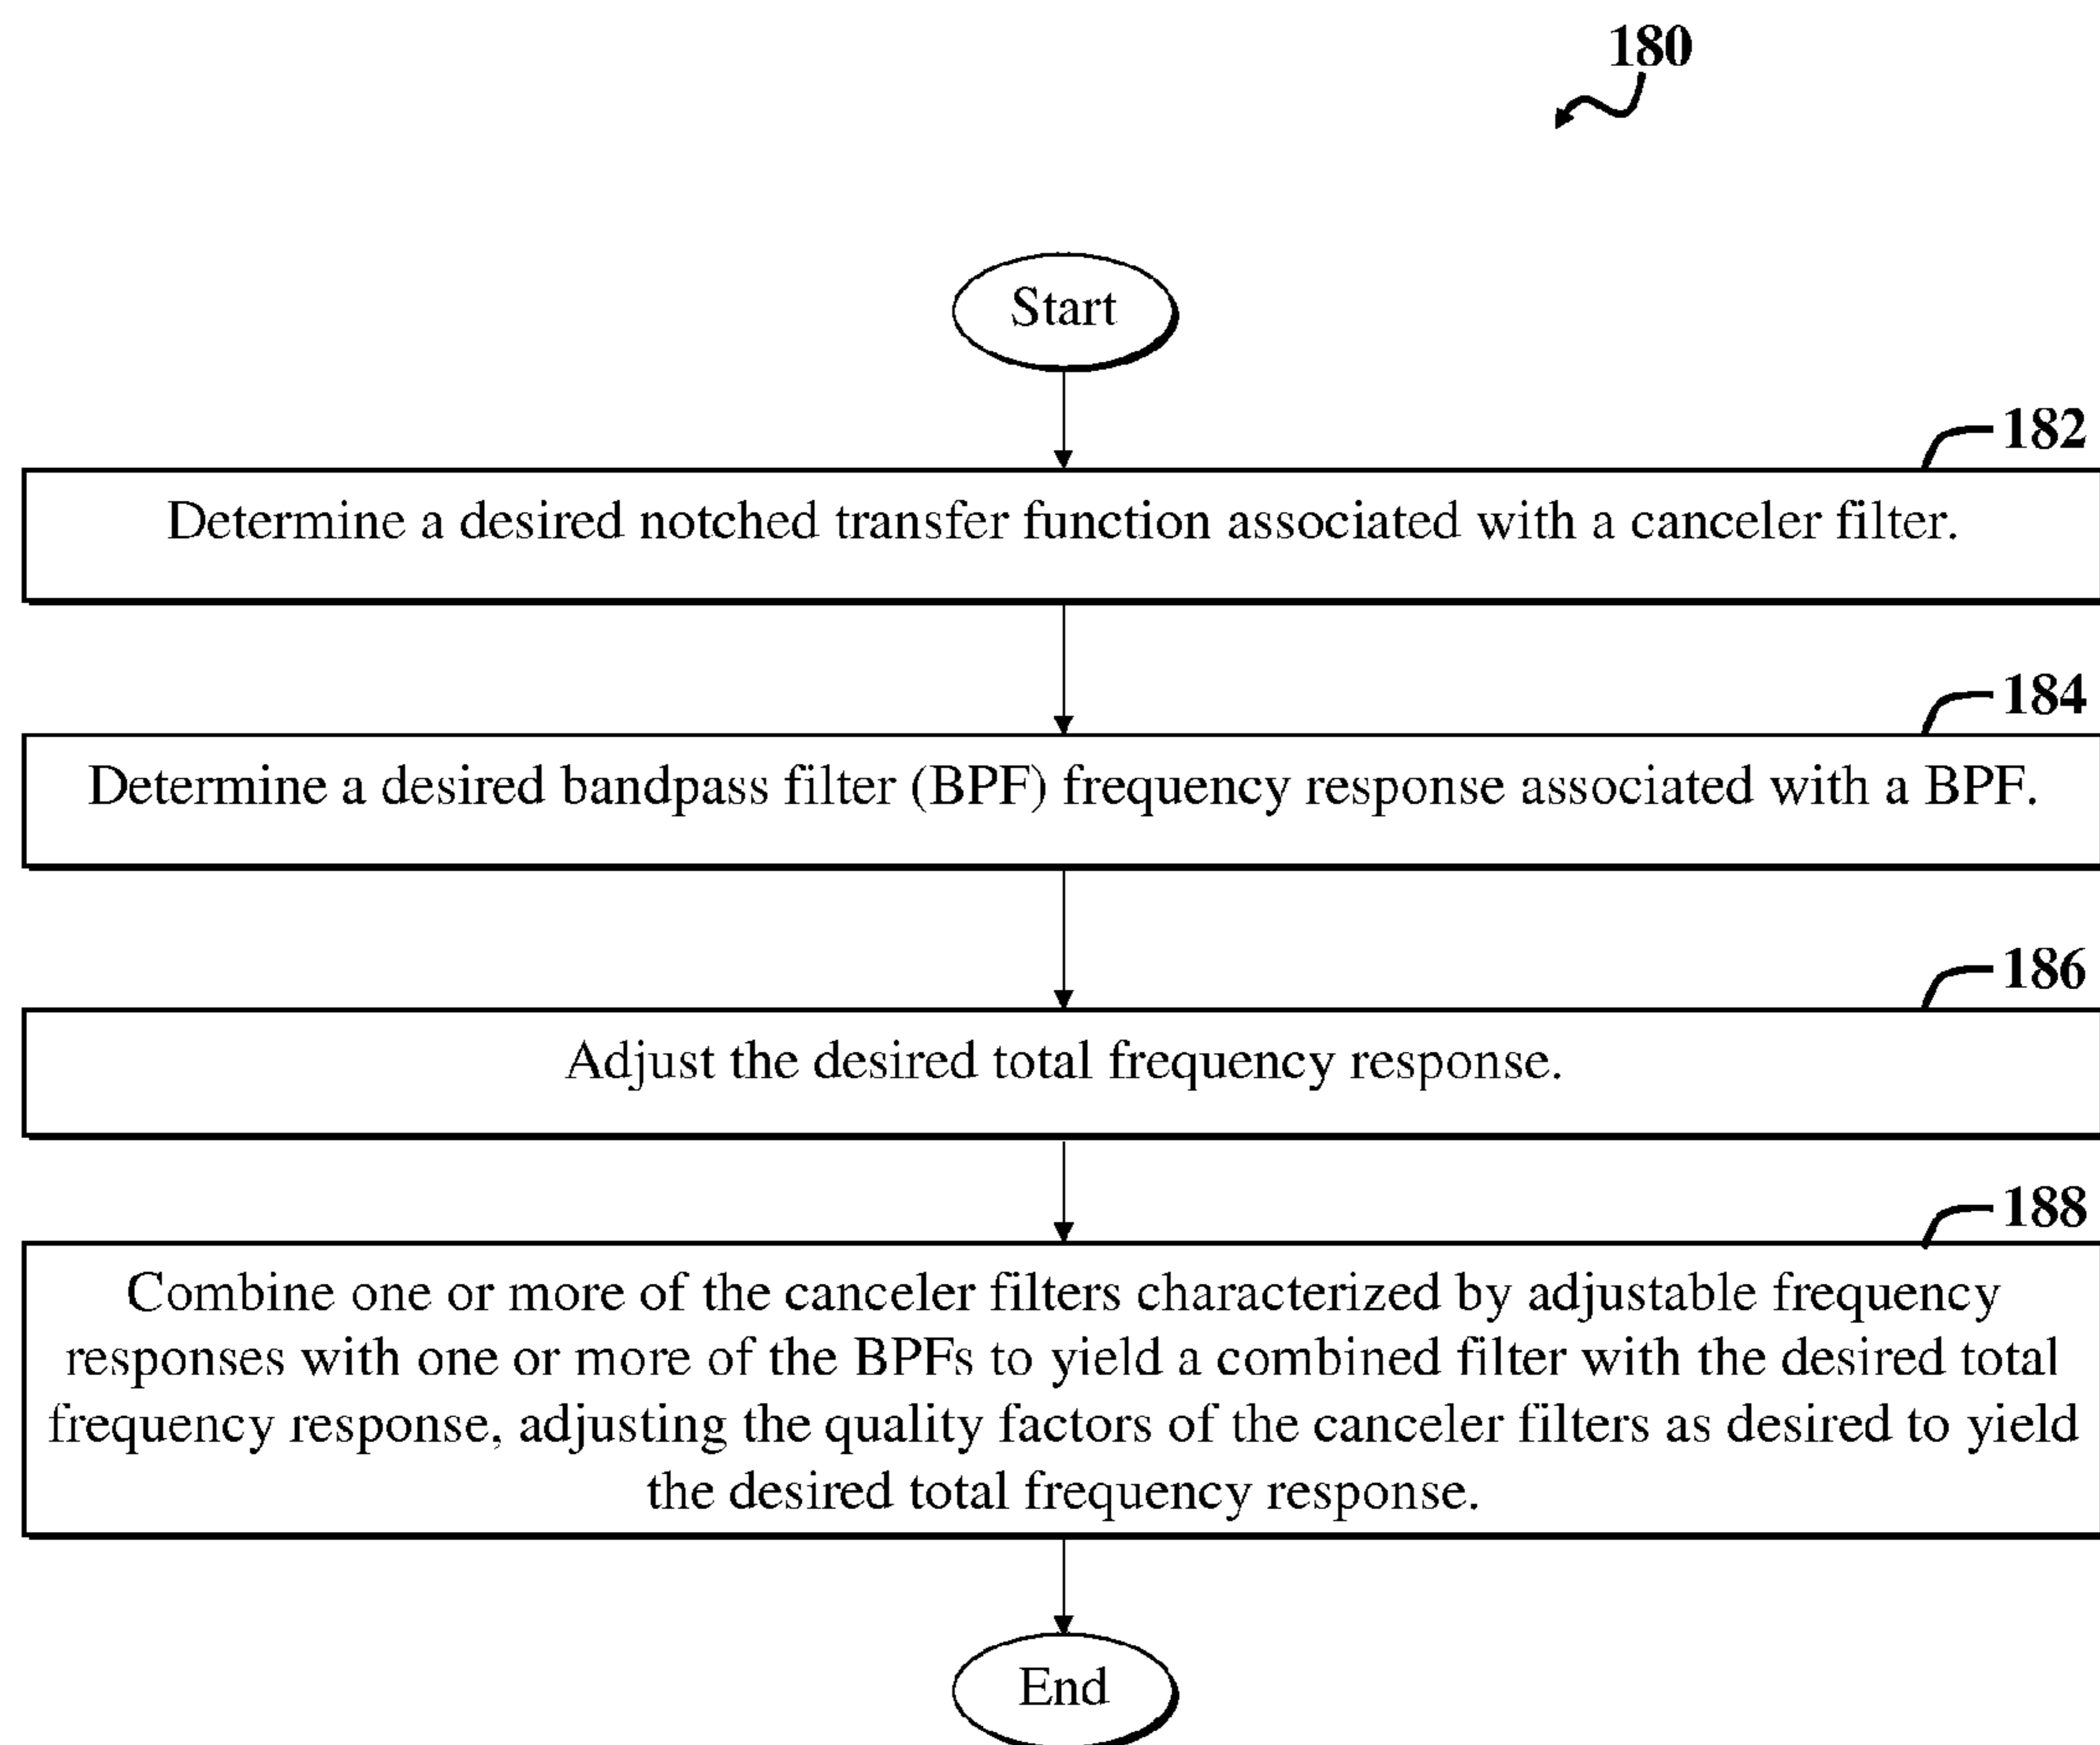 180
Start
182
Determine a desired notched transfer function associated with a canceler filter.
184
Determine a desired bandpass filter (BPF) frequency response associated with a BPF.
186
Adjust the desired total frequency response.
188
Combine one or more of the canceler filters characterized by adjustable frequency
responses with one or more of the BPFs to yield a combined filter with the desired total
frequency response, adjusting the quality factors of the canceler filters as desired to yield
the desired total frequency response.
End